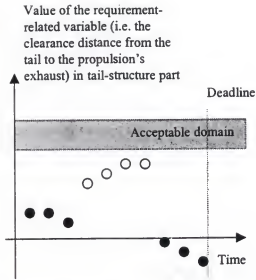 Value of the requirement-
related variable (i.e. the
clearance distance from the
tail to the propulsion's
exhaust) in tail-structure part
Deadline
Acceptable domain
Time